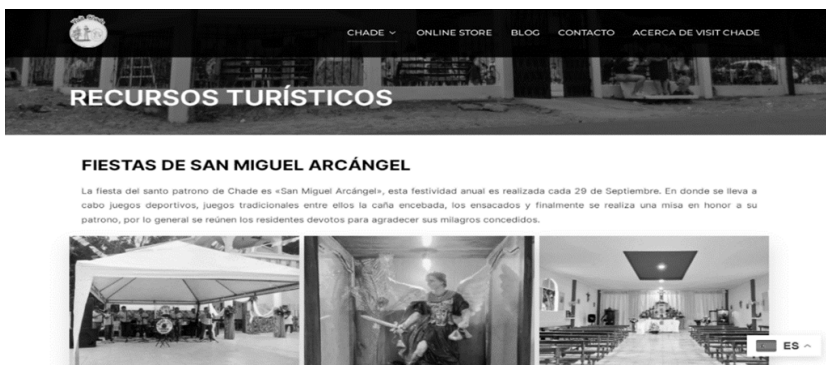 CHADE ONLINE STORE BLOG CONTACTO ACERCA DE VISIT CHADE
RECURSOS TURÍSTICOS
FIESTAS DE SAN MIGUEL ARCÁNGEL
La fiesta del santo patrono de Chade es «San Miguel Arcángel», esta festividad anual es realizada cada 29 de Septiembre. En donde se lleva a
cabo juegos deportivos, juegos tradicionales entre ellos la caña encebada, los ensacados y finalmente se realiza una misa en honor a su
patrono, por lo general se reúnen los residentes devotos para agradecer sus milagros concedidos.
ES